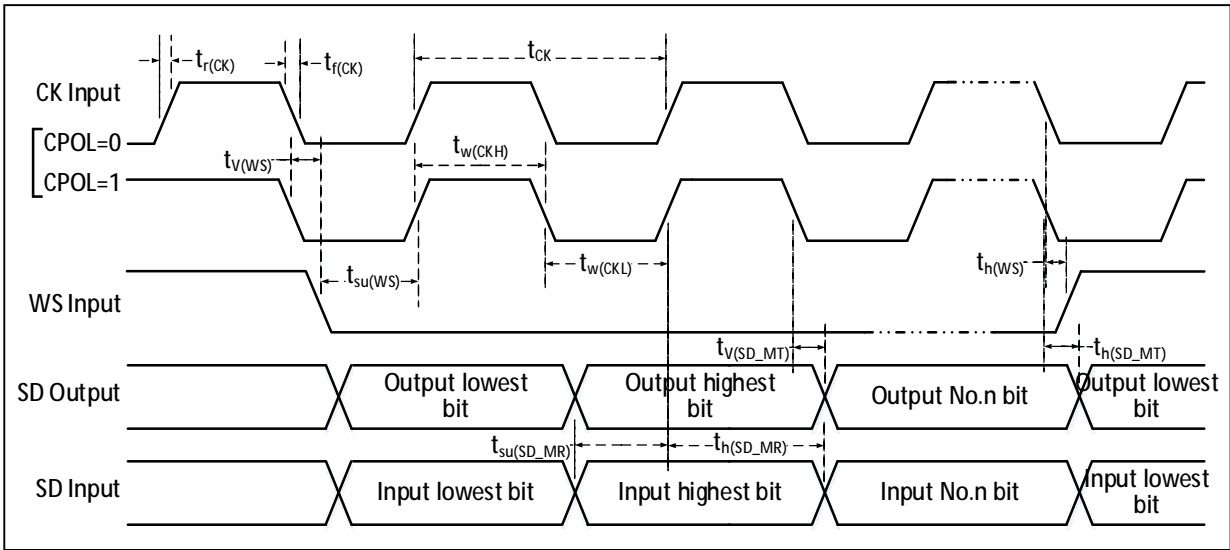 tr(CK)
tf(CK)
tCK
CK Input
CPOL=0
CPOL=1
tV(WS)
tw(CKH)
tsu(WS)
tw(CKL)
th(WS)
WS Input
tV(SD_MT)
th(SD_MT)
SD Output
Output lowest
bit
Output highest
bit
Output No.n bit
Output lowest
bit
tsu(SD_MR)
th(SD_MR)
SD Input
Input lowest bit
Input highest bit
Input No.n bit
Input lowest
bit